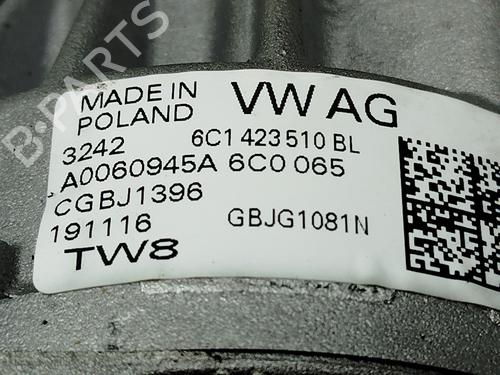 B-PARTS
MADE IN
POLAND
VW AG
3242
6C1 423 510 BL
A0060945A 6C0 065
CGBJ1396
191116
GBJG1081N
TW8